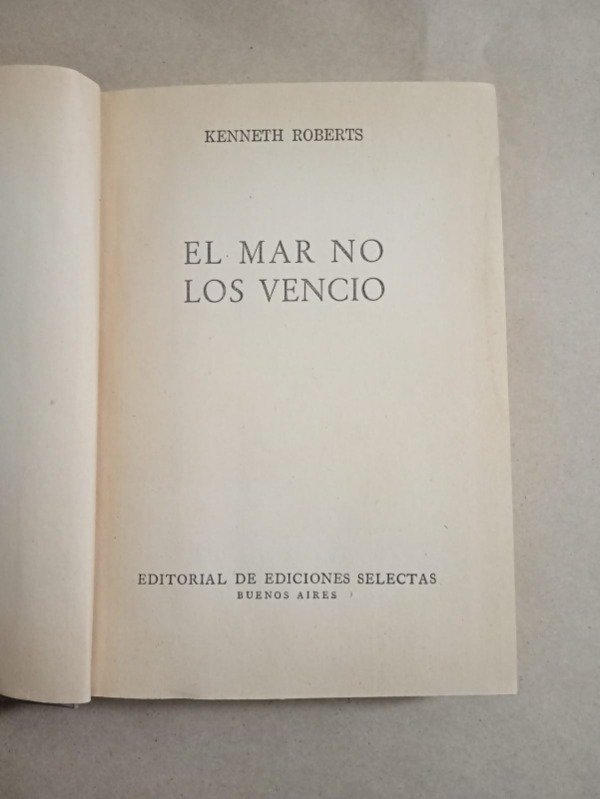 KENNETH ROBERTS
EL MAR NO
LOS VENCIO
EDITORIAL DE EDICIONES SELECTAS
BUENOS AIRES